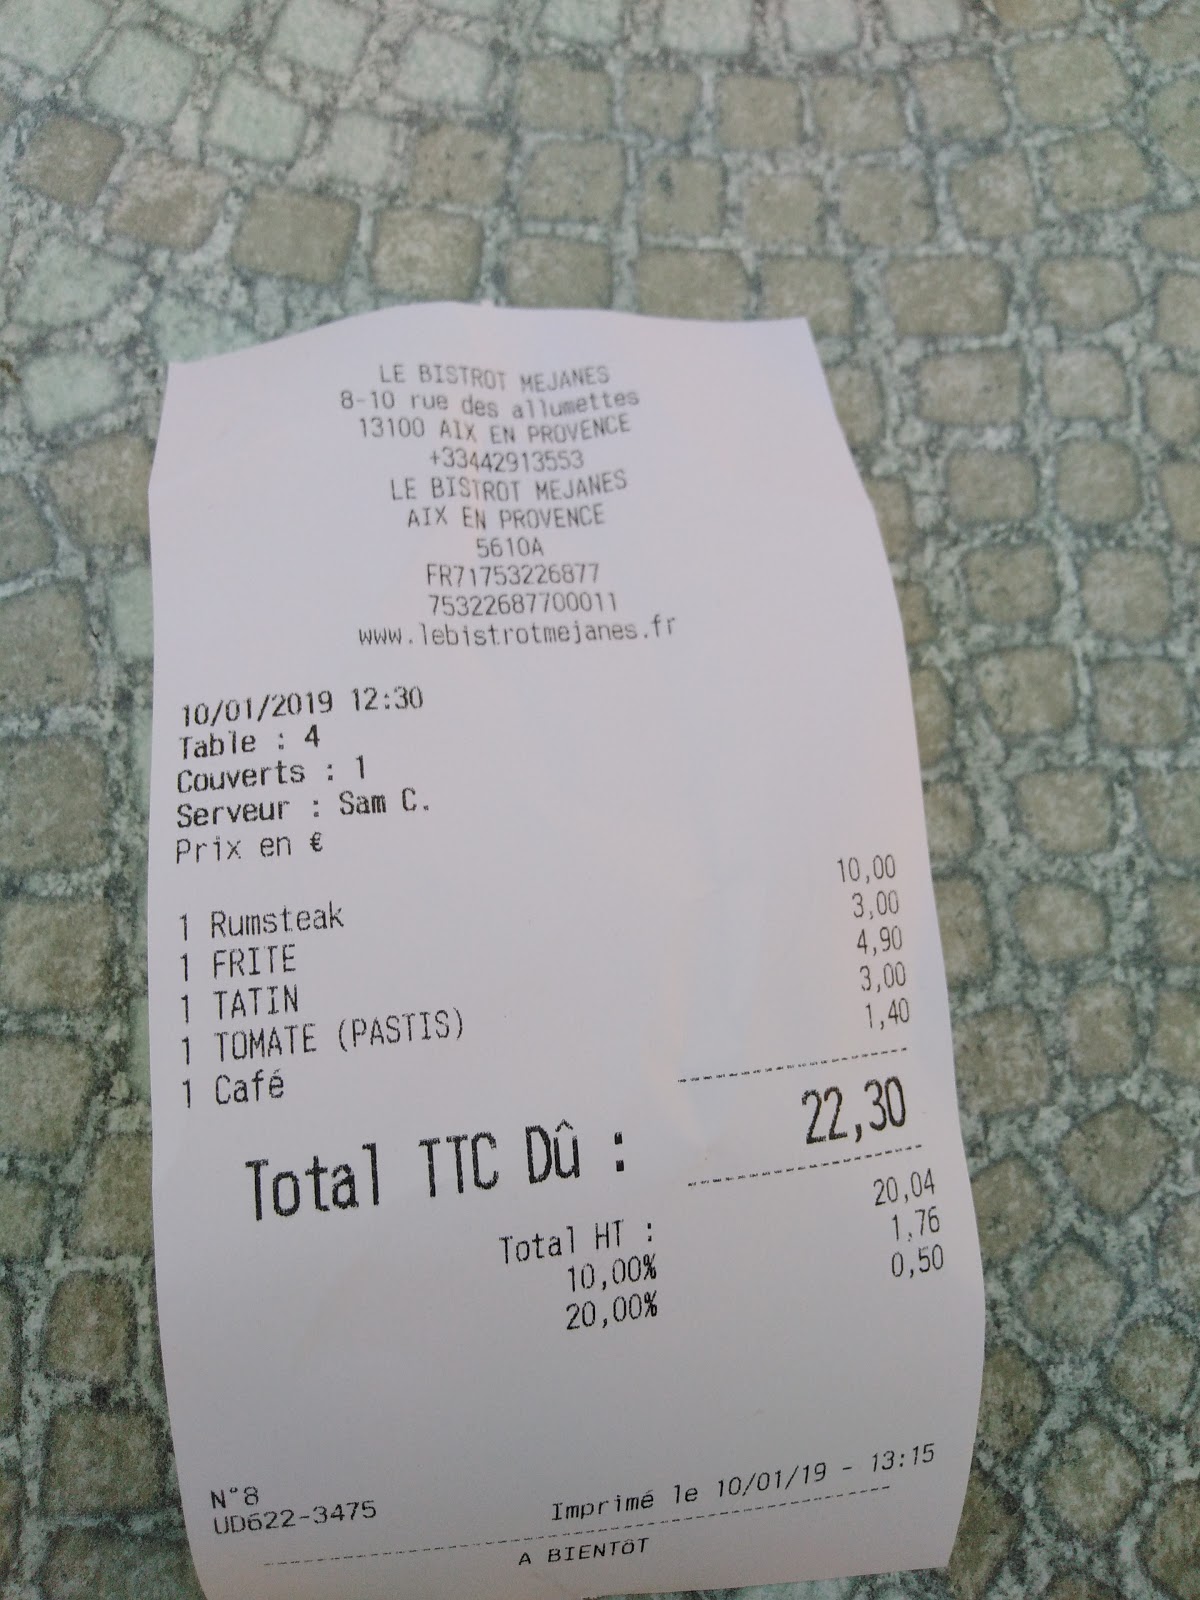 LE BISTROT MEJANES
8-10 rue des allumettes
13100 AIX EN PROVENCE
+33442913553
LE BISTROT MEJANES
AIX EN PROVENCE
5610A
FR71753226877
75322687700011
www.lebistrotmejanes.fr
10/01/2019 12:30
Table : 4
Couverts : 1
Serveur : Sam C.
Prix en €
1 Rumsteak 10,00
1 FRITE 3,00
1 TATIN 4,90
1 TOMATE (PASTIS) 3,00
1 Café 1,40
Total TTC Dû : 22,30
Total HT : 20,04
10,00% 1,76
20,00% 0,50
N°8
UD622-3475 Imprimé le 10/01/19 - 13:15
A BIENTÖT